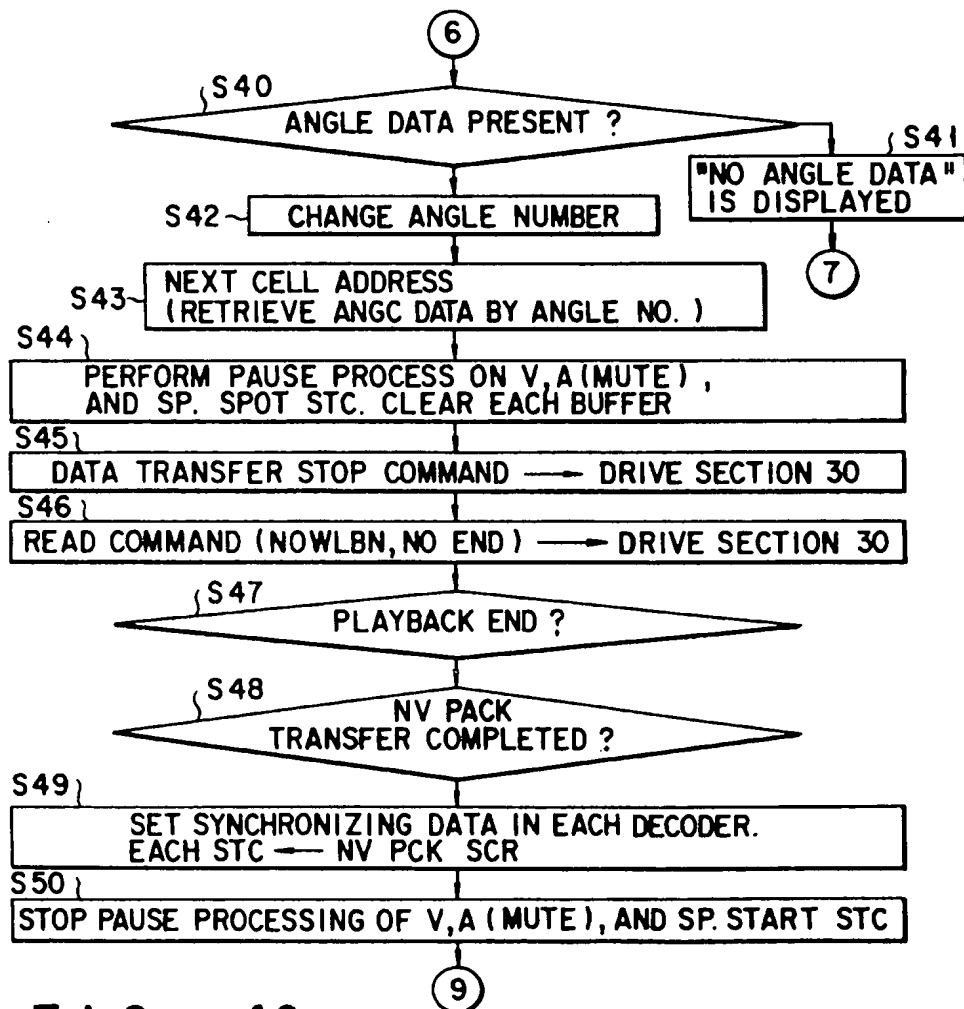 6
S40
ANGLE DATA PRESENT ?
S41
"NO ANGLE DATA"
IS DISPLAYED
7
S42
CHANGE ANGLE NUMBER
S43
NEXT CELL ADDRESS
(RETRIEVE ANGC DATA BY ANGLE NO. )
S44
PERFORM PAUSE PROCESS ON V, A (MUTE) ,
AND SP. SPOT STC. CLEAR EACH BUFFER
S45
DATA TRANSFER STOP COMMAND → DRIVE SECTION 30
S46
READ COMMAND (NOWLBN, NO END) → DRIVE SECTION 30
S47
PLAYBACK END ?
S48
NV PACK
TRANSFER COMPLETED ?
S49
SET SYNCHRONIZING DATA IN EACH DECODER.
EACH STC ← NV PCK SCR
S50
STOP PAUSE PROCESSING OF V, A (MUTE), AND SP. START STC
9